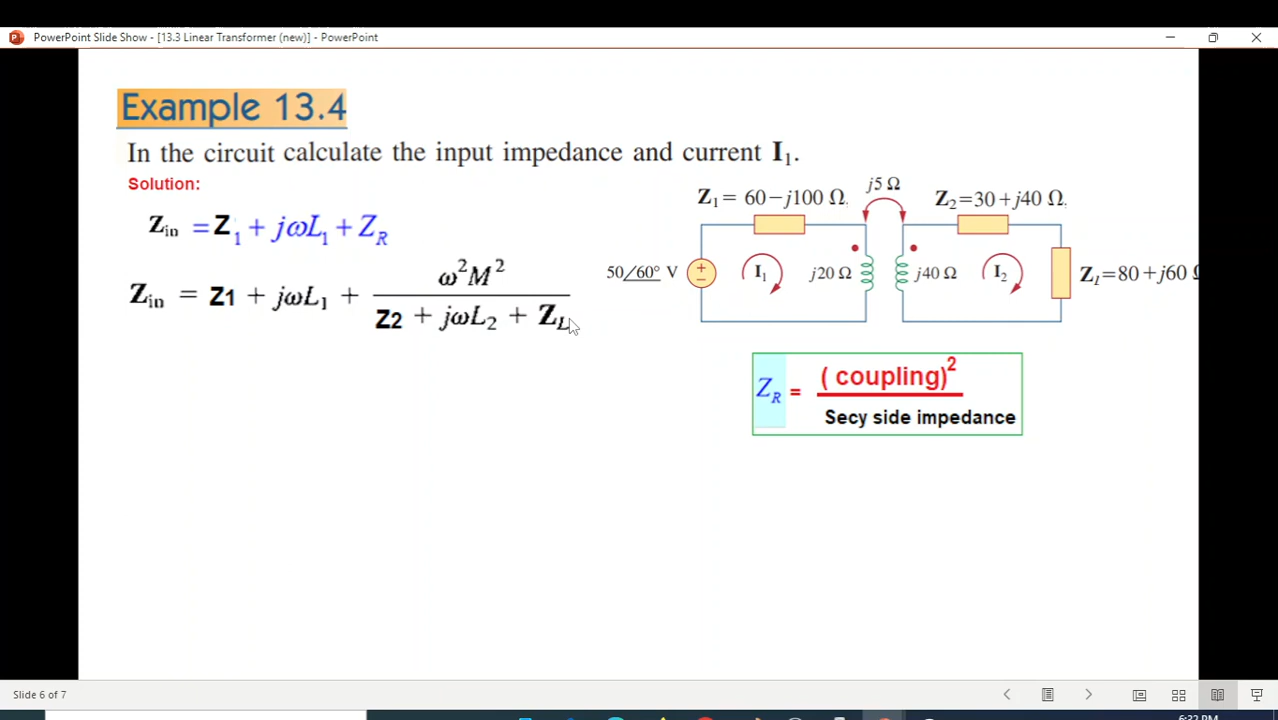 PowerPoint Slide Show - [13.3 Linear Transformer (new)] - PowerPoint
Example 13.4
In the circuit calculate the input impedance and current I₁.
Solution:
Zin = Z1 + jωL₁ + ZR
Zin = Z1 + jωL₁ + ω²M² / (Z2 + jωL₂ + ZL)
j5 Ω
Z₁ = 60 – j100 Ω.
Z₂=30 + j40 Ω.
50/60° V
+
−
I₁
j20 Ω
j40 Ω
I₂
=80 + j60
ZR = ( coupling)² / Secy side impedance
Slide 6 of 7